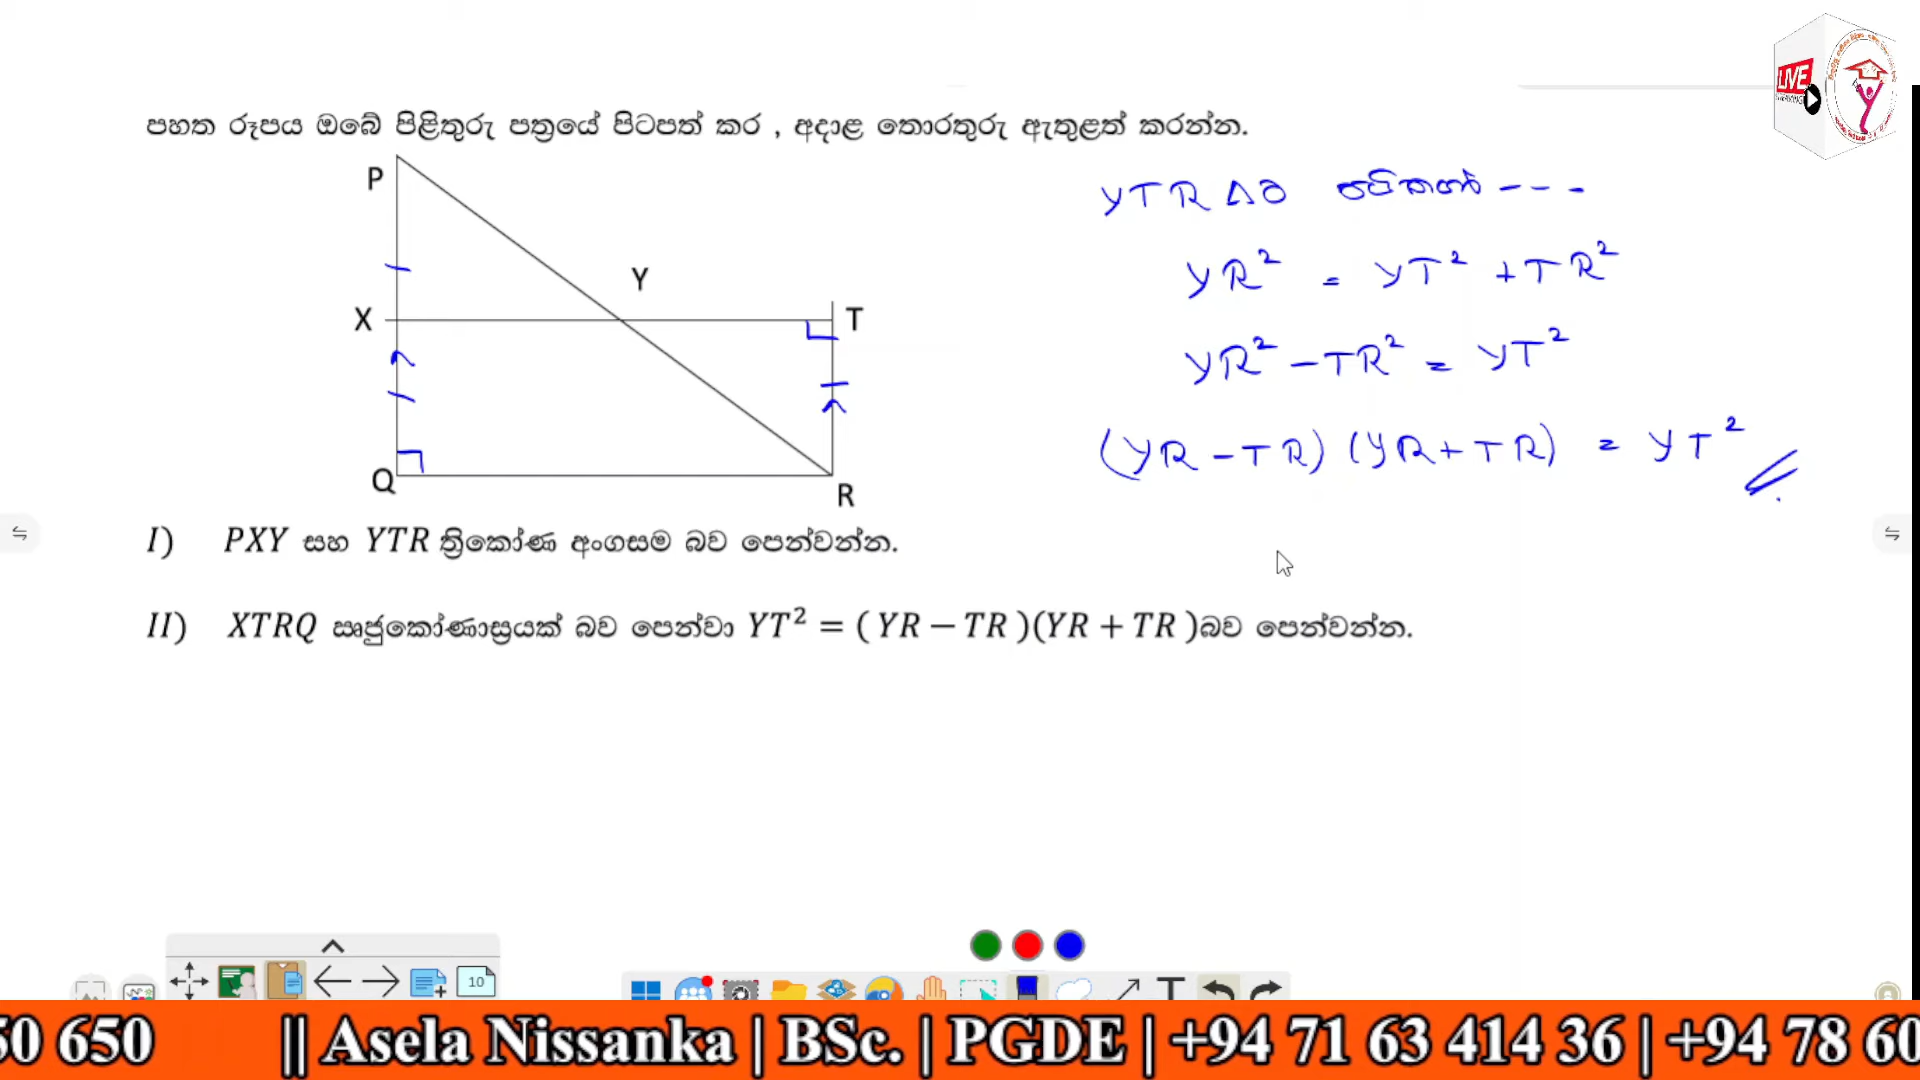 පහත රූපය ඔබේ පිළිතුරු පත්‍රයේ පිටපත් කර , අදාළ තොරතුරු ඇතුළත් කරන්න.
P
Y
X
T
Q
R
YTR Δට
YR² = YT² + TR²
YR² – TR² = YT²
(YR – TR) (YR + TR) = YT²
I) PXY සහ YTR ත්‍රිකෝණ අංගසම බව පෙන්වන්න.
II) XTRQ ඍජුකෝණාස්‍රයක් බව පෙන්වා YT² = ( YR – TR )(YR + TR )බව පෙන්වන්න.
LIVE
10
50 650 || Asela Nissanka | BSc. | PGDE | +94 71 63 414 36 | +94 78 60